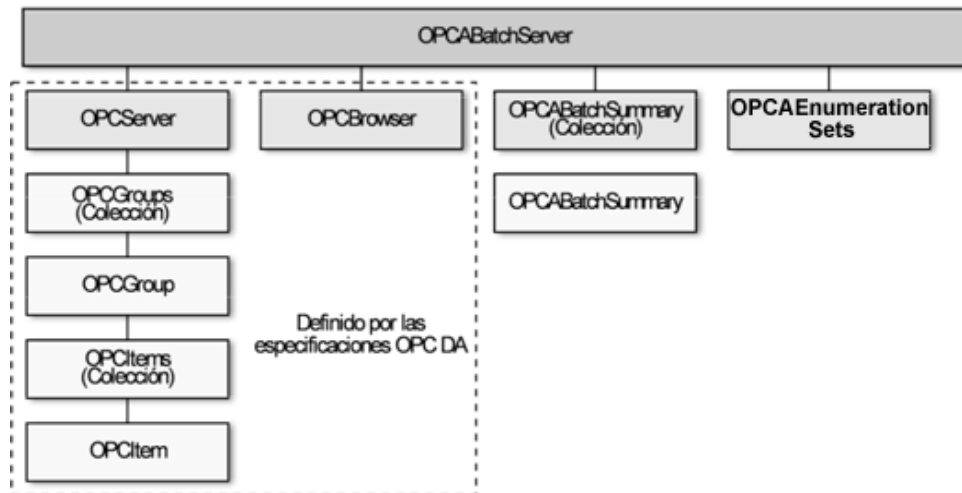 OPCABatchServer
OPCServer
OPCBrowser
OPCABatchSummary
(Colección)
OPCAEnumeration
Sets
OPCGroups
(Colección)
OPCABatchSummary
OPCGroup
Definido por las
especificaciones OPC DA
OPCItems
(Colección)
OPCItem